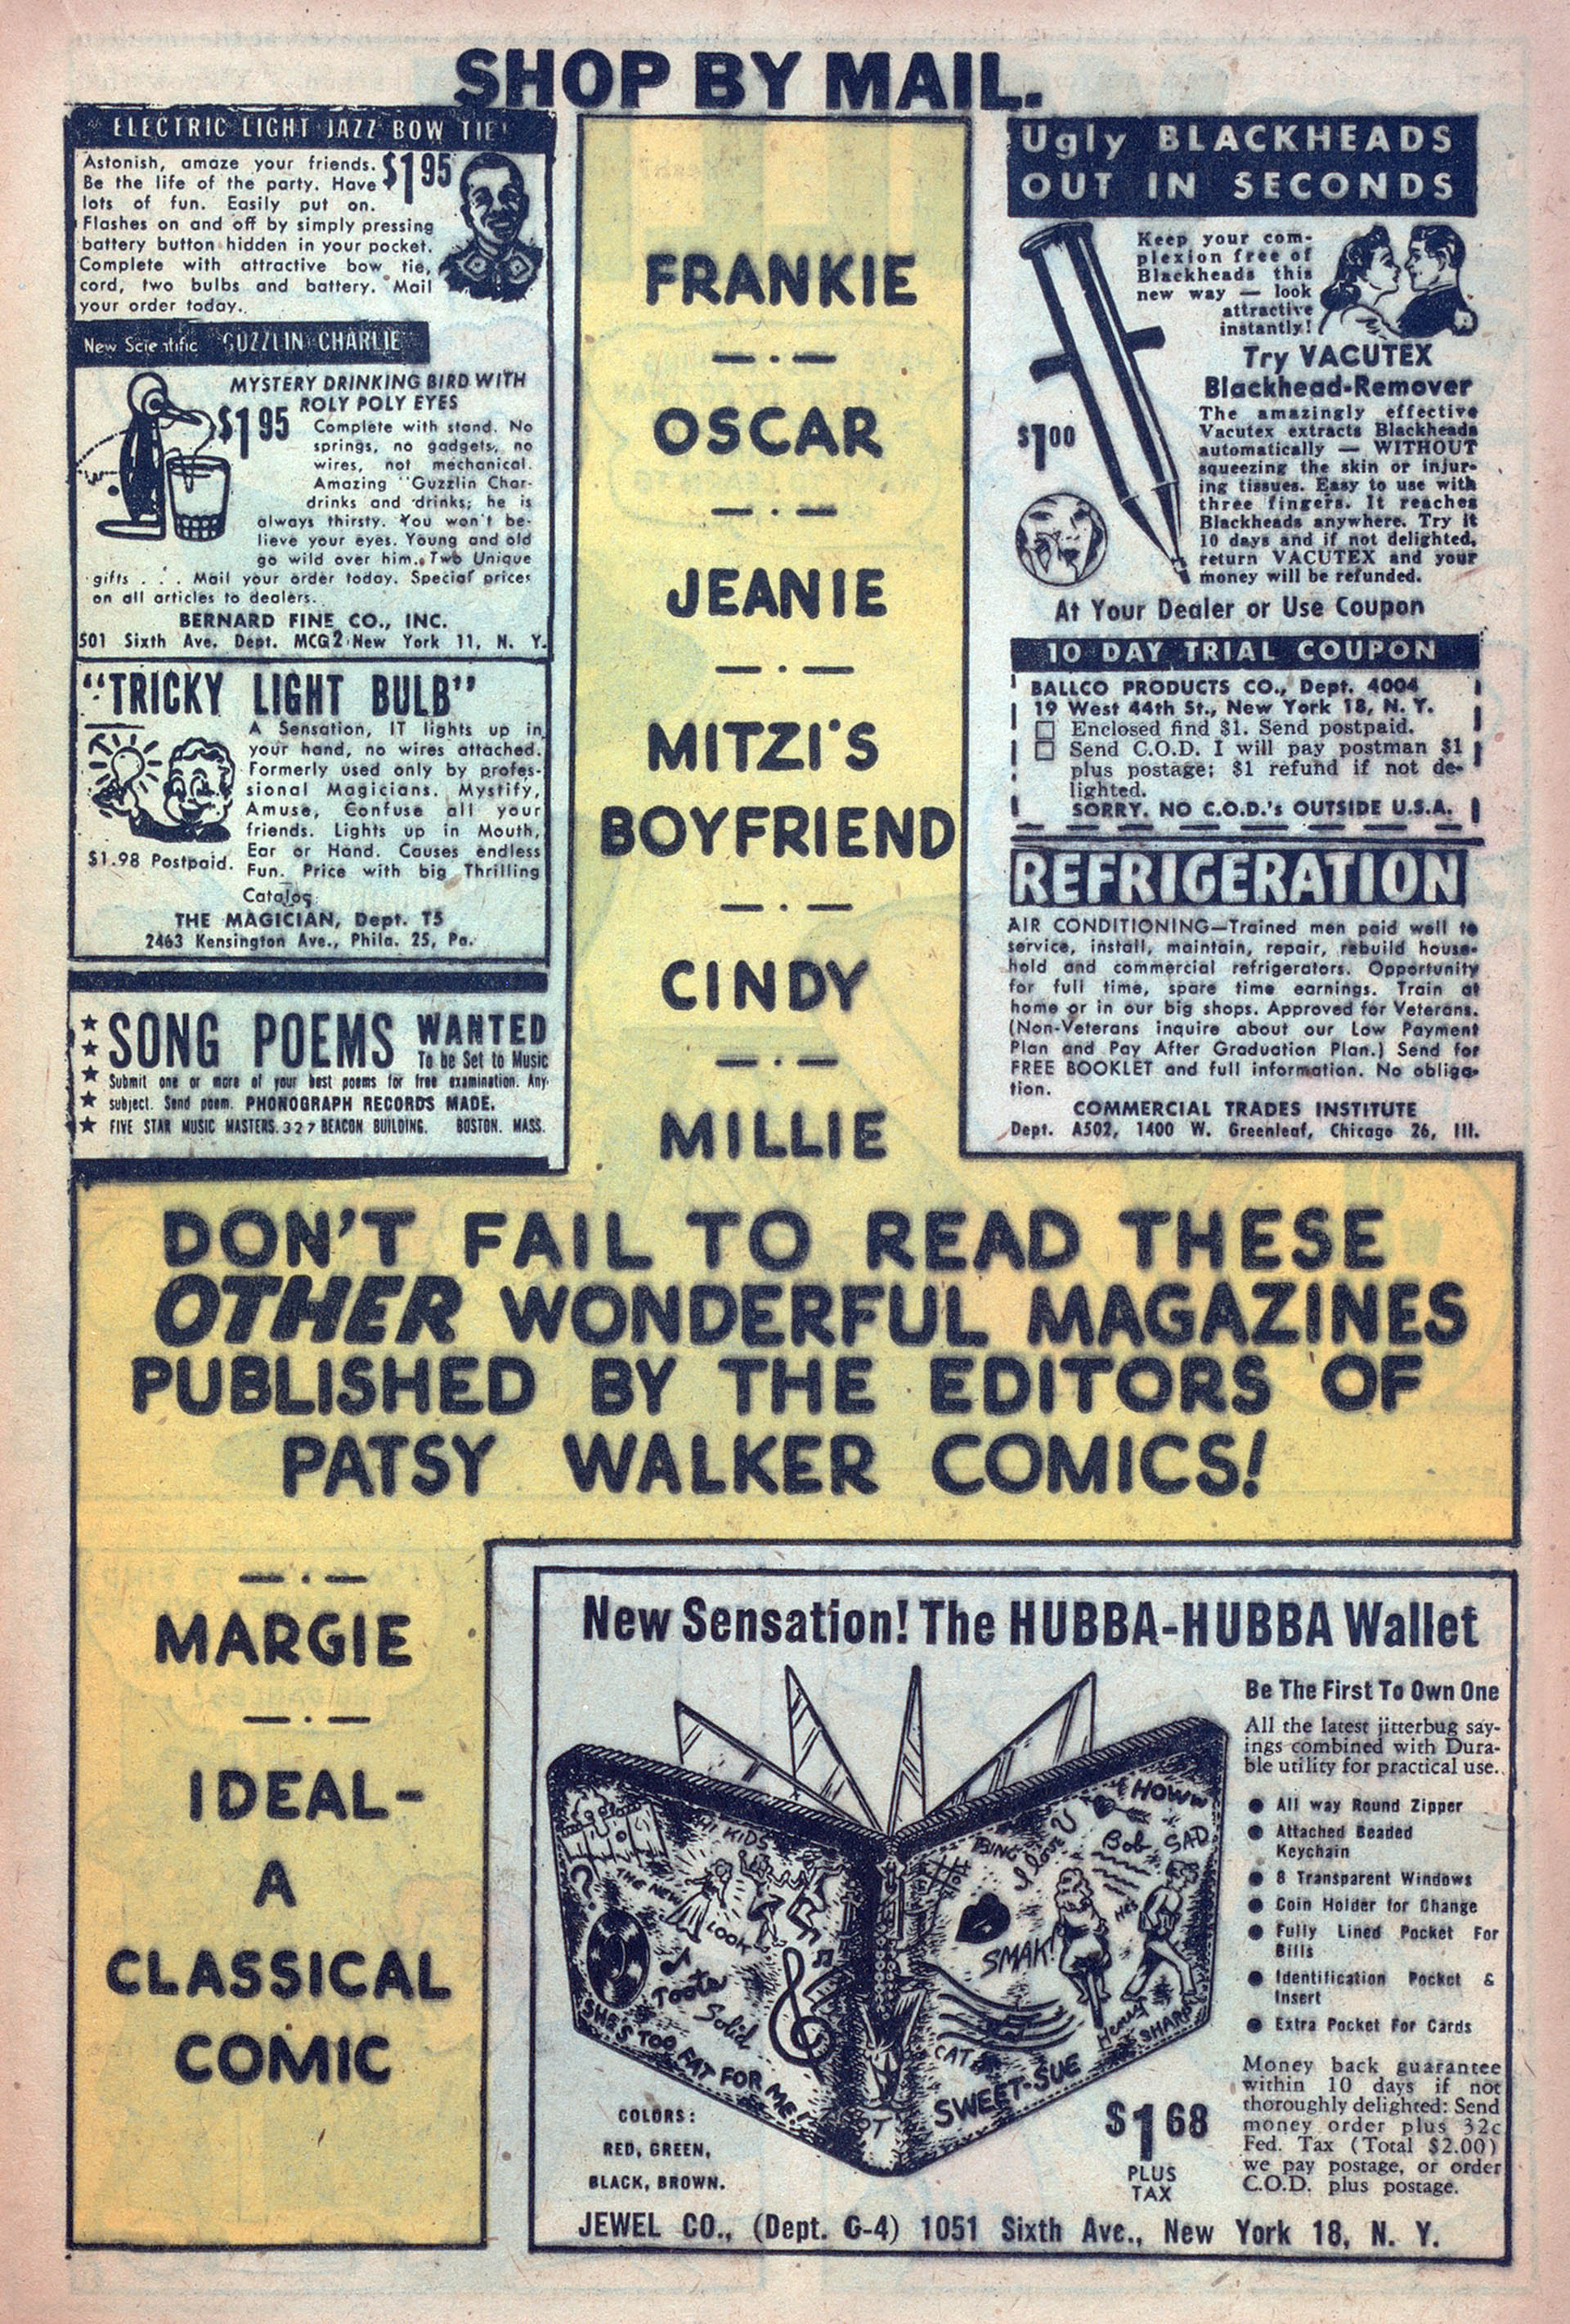 SHOP BY MAIL.
ELECTRIC LIGHT JAZZ BOW TIE!
Astonish, amaze your friends.
$1.95
Be the life of the party. Have
lots of fun. Easily put on.
Flashes on and off by simply pressing
battery button hidden in your pocket.
Complete with attractive bow tie,
cord, two bulbs and battery. Mail
your order today.
New Scientific "GUZZLIN CHARLIE"
MYSTERY DRINKING BIRD WITH
ROLY POLY EYES
$1.95
Complete with stand. No
springs, no gadgets, no
wires, not mechanical.
Amazing "Guzzlin Char-
drinks and drinks; he is
always thirsty. You won't be-
lieve your eyes. Young and old
go wild over him. Two Unique
gifts . . . Mail your order today. Special prices
on all articles to dealers.
BERNARD FINE CO., INC.
501 Sixth Ave. Dept. MCG2 New York 11, N. Y.
"TRICKY LIGHT BULB"
A Sensation, IT lights up in
your hand, no wires attached.
Formerly used only by profes-
sional Magicians. Mystify,
Amuse, Confuse all your
friends. Lights up in Mouth,
Ear or Hand. Causes endless
Fun. Price with big Thrilling
Catalog
$1.98 Postpaid.
THE MAGICIAN, Dept. T5
2463 Kensington Ave., Phila. 25, Pa.
SONG POEMS WANTED
To be Set to Music
Submit one or more of your best poems for free examination. Any
subject. Send poem. PHONOGRAPH RECORDS MADE.
FIVE STAR MUSIC MASTERS. 327 BEACON BUILDING. BOSTON. MASS.
FRANKIE
OSCAR
JEANIE
MITZI'S
BOYFRIEND
CINDY
MILLIE
Ugly BLACKHEADS
OUT IN SECONDS
Keep your com-
plexion free of
Blackheads this
new way — look
attractive
instantly!
Try VACUTEX
Blackhead-Remover
$1.00
The amazingly effective
Vacutex extracts Blackheads
automatically — WITHOUT
squeezing the skin or injur-
ing tissues. Easy to use with
three fingers. It reaches
Blackheads anywhere. Try it
10 days and if not delighted,
return VACUTEX and your
money will be refunded.
At Your Dealer or Use Coupon
10 DAY TRIAL COUPON
BALLCO PRODUCTS CO., Dept. 4004
19 West 44th St., New York 18, N. Y.
Enclosed find $1. Send postpaid.
Send C.O.D. I will pay postman $1
plus postage; $1 refund if not de-
lighted.
SORRY. NO C.O.D.'s OUTSIDE U.S.A.
REFRIGERATION
AIR CONDITIONING—Trained men paid well to
service, install, maintain, repair, rebuild house-
hold and commercial refrigerators. Opportunity
for full time, spare time earnings. Train at
home or in our big shops. Approved for Veterans.
(Non-Veterans inquire about our Low Payment
Plan and Pay After Graduation Plan.) Send for
FREE BOOKLET and full information. No obliga-
tion.
COMMERCIAL TRADES INSTITUTE
Dept. A502, 1400 W. Greenleaf, Chicago 26, Ill.
DON'T FAIL TO READ THESE
OTHER WONDERFUL MAGAZINES
PUBLISHED BY THE EDITORS OF
PATSY WALKER COMICS!
MARGIE
IDEAL-
A
CLASSICAL
COMIC
New Sensation! The HUBBA-HUBBA Wallet
Be The First To Own One
All the latest jitterbug say-
ings combined with Dura-
ble utility for practical use.
● All way Round Zipper
● Attached Beaded
Keychain
● 8 Transparent Windows
● Coin Holder for Change
● Fully Lined Pocket For
Bills
● Identification Pocket &
Insert
● Extra Pocket For Cards
Money back guarantee
within 10 days if not
thoroughly delighted: Send
money order plus 32c
Fed. Tax (Total $2.00)
we pay postage, or order
C.O.D. plus postage.
HI KIDS
THE NEW
LOOK
Toots
Solid
SHE'S TOO FAT FOR ME!
HOWW
BING
I love U
Bob
SAD
HES
SMAK!
Henry
SHARP
CAT
SWEET-SUE
COLORS:
RED, GREEN,
BLACK, BROWN.
$1.68
PLUS
TAX
JEWEL CO., (Dept. G-4) 1051 Sixth Ave., New York 18, N. Y.